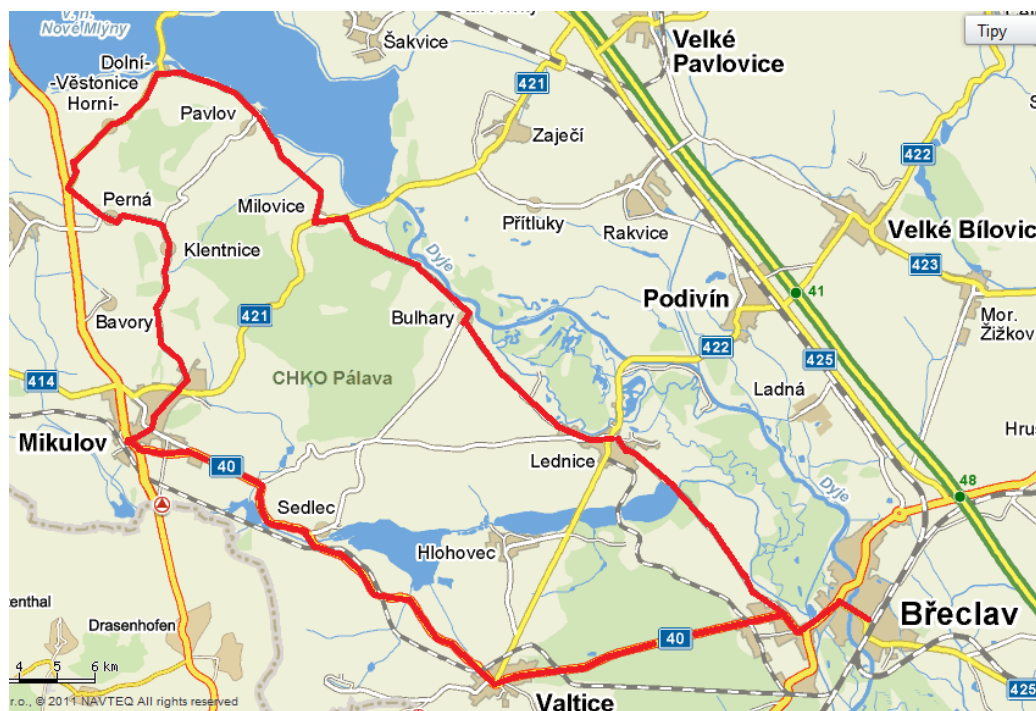 V. n.
Nové Mlýny
Šakvice
Velké
Pavlovice
Tipy
Dolní-
-Věstonice
Horní-
Pavlov
421
Zaječí
422
Perná
Milovice
Přítluky
Rakvice
Velké Bílovic
Klentnice
Dyje
423
Podivín
41
Bavory
421
Bulhary
422
Mor.
Žižkov
425
414
CHKO Pálava
Ladná
Mikulov
Hru
40
Lednice
48
Sedlec
Dyje
Hlohovec
enthal
Drasenhofen
40
Břeclav
4 5 6 km
Valtice
425
r.o., © 2011 NAVTEQ All rights reserved